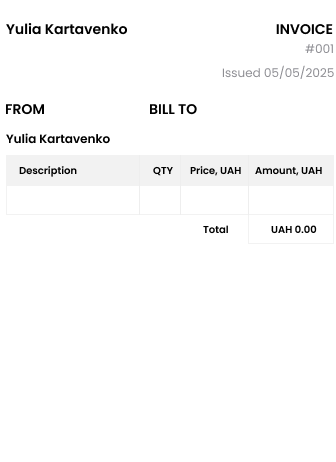 Yulia Kartavenko INVOICE
#001
Issued 05/05/2025
FROM BILL TO
Yulia Kartavenko
Description QTY Price, UAH Amount, UAH
Total UAH 0.00